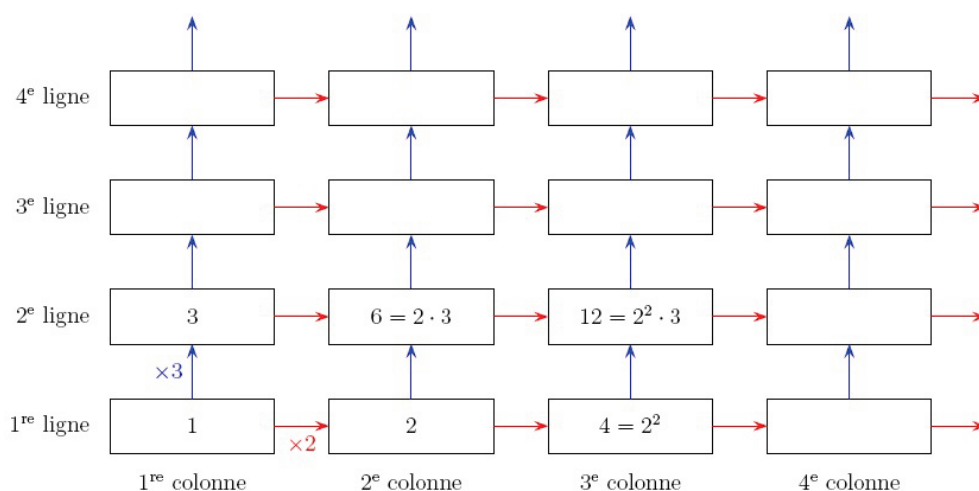 4ᵉ ligne
3ᵉ ligne
2ᵉ ligne 3 6 = 2 · 3 12 = 2² · 3
×3
1ʳᵉ ligne 1 2 4 = 2²
×2
1ʳᵉ colonne 2ᵉ colonne 3ᵉ colonne 4ᵉ colonne